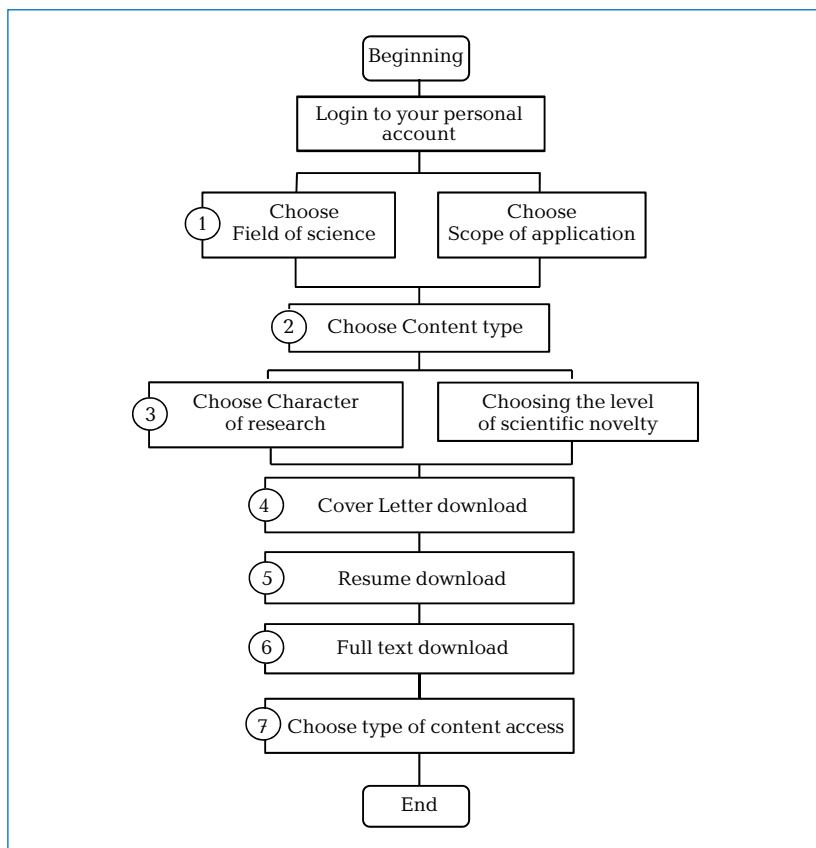 Beginning
Login to your personal
account
1
Choose
Field of science
Choose
Scope of application
2
Choose Content type
3
Choose Character
of research
Choosing the level
of scientific novelty
4
Cover Letter download
5
Resume download
6
Full text download
7
Choose type of content access
End